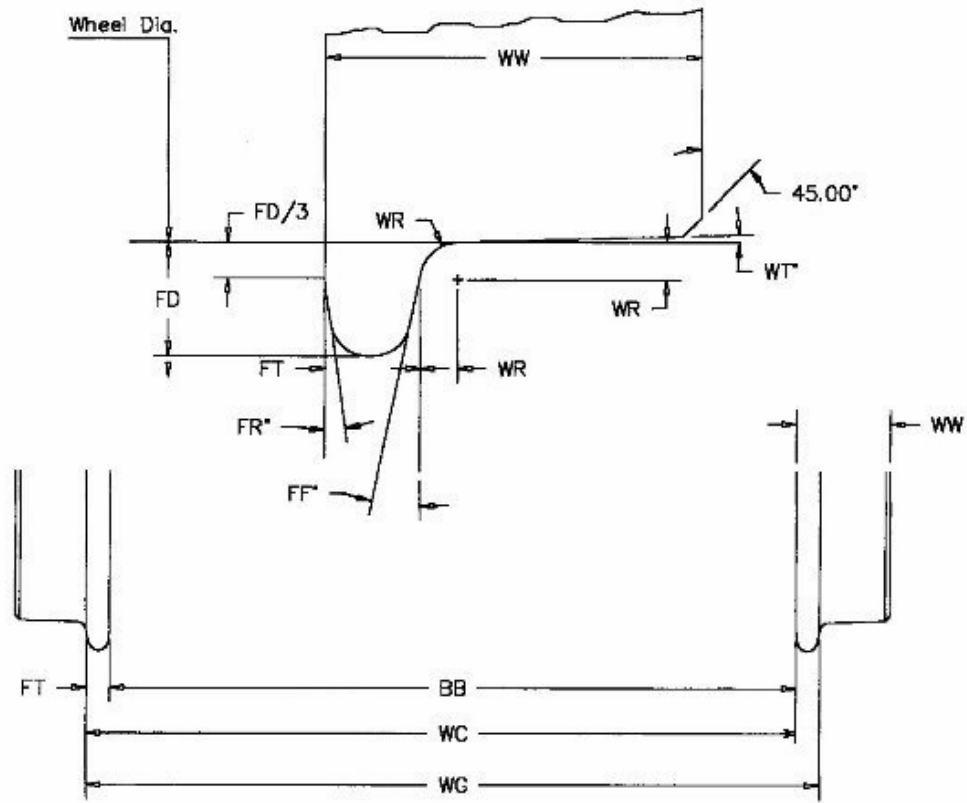 Wheel Dia.
WW
45.00°
FD/3
WR
WT°
FD
WR
FT
WR
FR°
WW
FF°
FT
BB
WC
WG